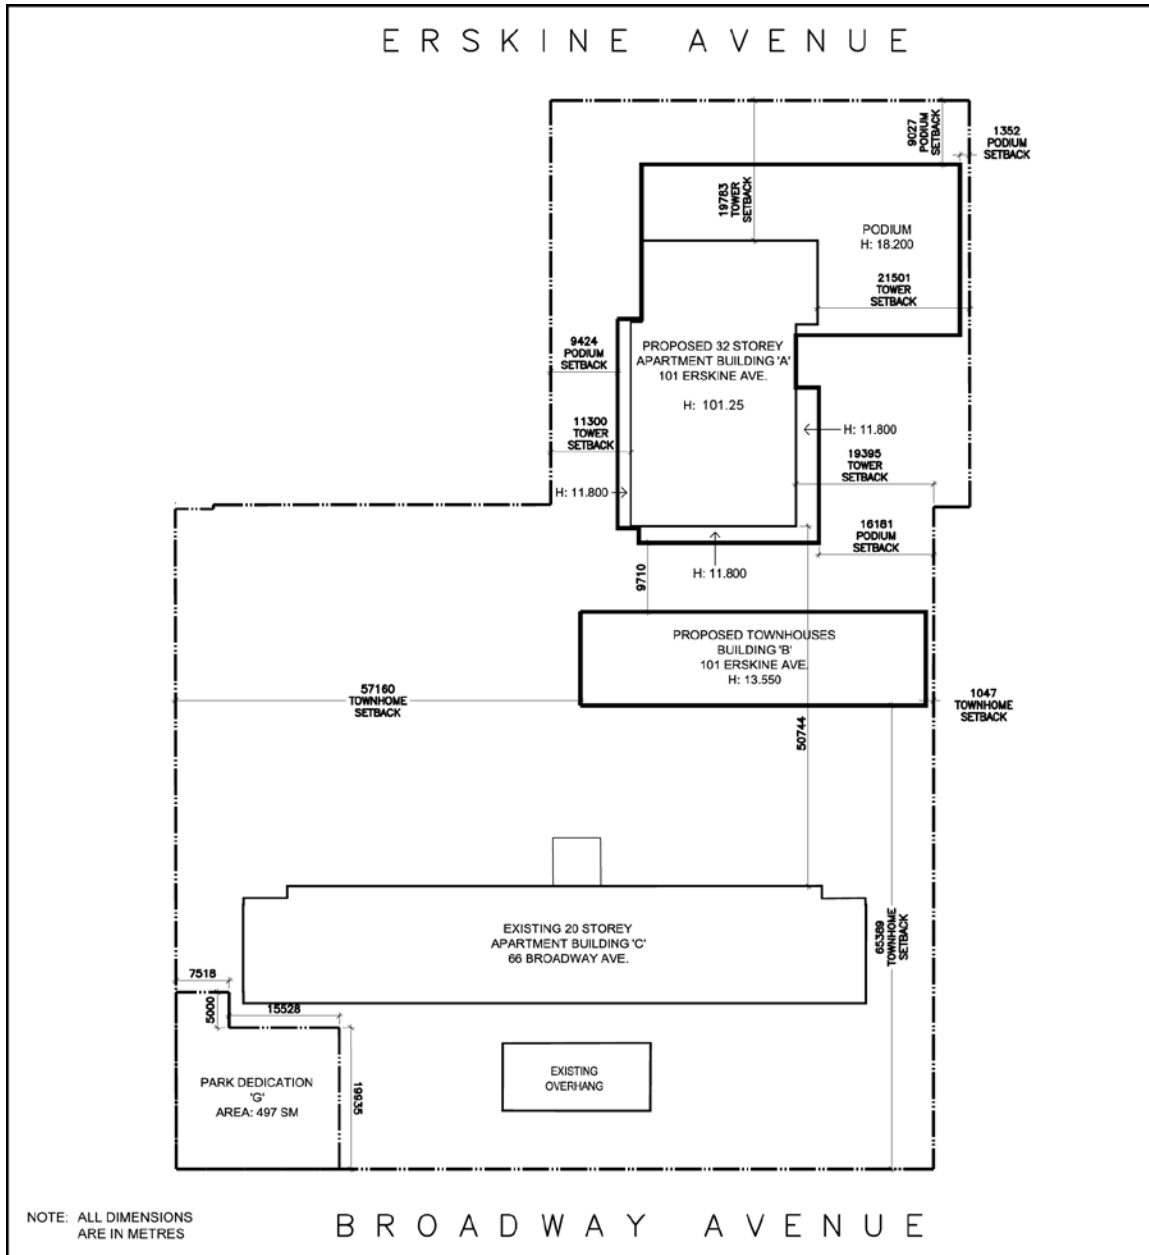 ERSKINE AVENUE
9027
PODIUM
SETBACK
1352
PODIUM
SETBACK
19783
TOWER
SETBACK
PODIUM
H: 18.200
21501
TOWER
SETBACK
9424
PODIUM
SETBACK
PROPOSED 32 STOREY
APARTMENT BUILDING 'A'
101 ERSKINE AVE.
H: 101.25
11300
TOWER
SETBACK
H: 11.800
19395
TOWER
SETBACK
H: 11.800
16181
PODIUM
SETBACK
9710
H: 11.800
PROPOSED TOWNHOUSES
BUILDING 'B'
101 ERSKINE AVE.
H: 13.550
57160
TOWNHOME
SETBACK
1047
TOWNHOME
SETBACK
50744
EXISTING 20 STOREY
APARTMENT BUILDING 'C'
66 BROADWAY AVE.
65389
TOWNHOME
SETBACK
7518
5000
15528
EXISTING
OVERHANG
PARK DEDICATION
'G'
AREA: 497 SM
19935
NOTE: ALL DIMENSIONS
ARE IN METRES
BROADWAY AVENUE